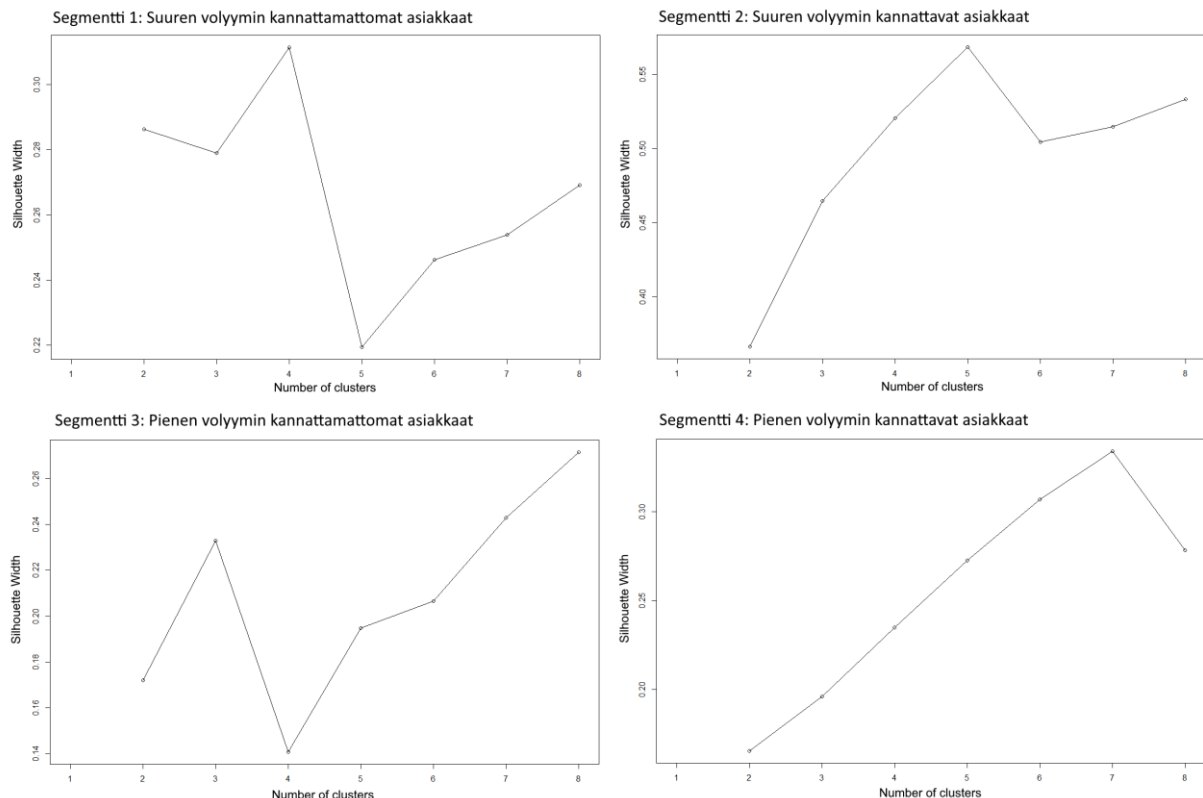 Segmentti 1: Suuren volyymin kannattamattomat asiakkaat
Silhouette Width
0.30
0.28
0.26
0.24
0.22
1 2 3 4 5 6 7 8
Number of clusters
Segmentti 2: Suuren volyymin kannattavat asiakkaat
Silhouette Width
0.55
0.50
0.45
0.40
1 2 3 4 5 6 7 8
Number of clusters
Segmentti 3: Pienen volyymin kannattamattomat asiakkaat
Silhouette Width
0.26
0.24
0.22
0.20
0.18
0.16
0.14
1 2 3 4 5 6 7 8
Number of clusters
Segmentti 4: Pienen volyymin kannattavat asiakkaat
Silhouette Width
0.30
0.25
0.20
1 2 3 4 5 6 7 8
Number of clusters